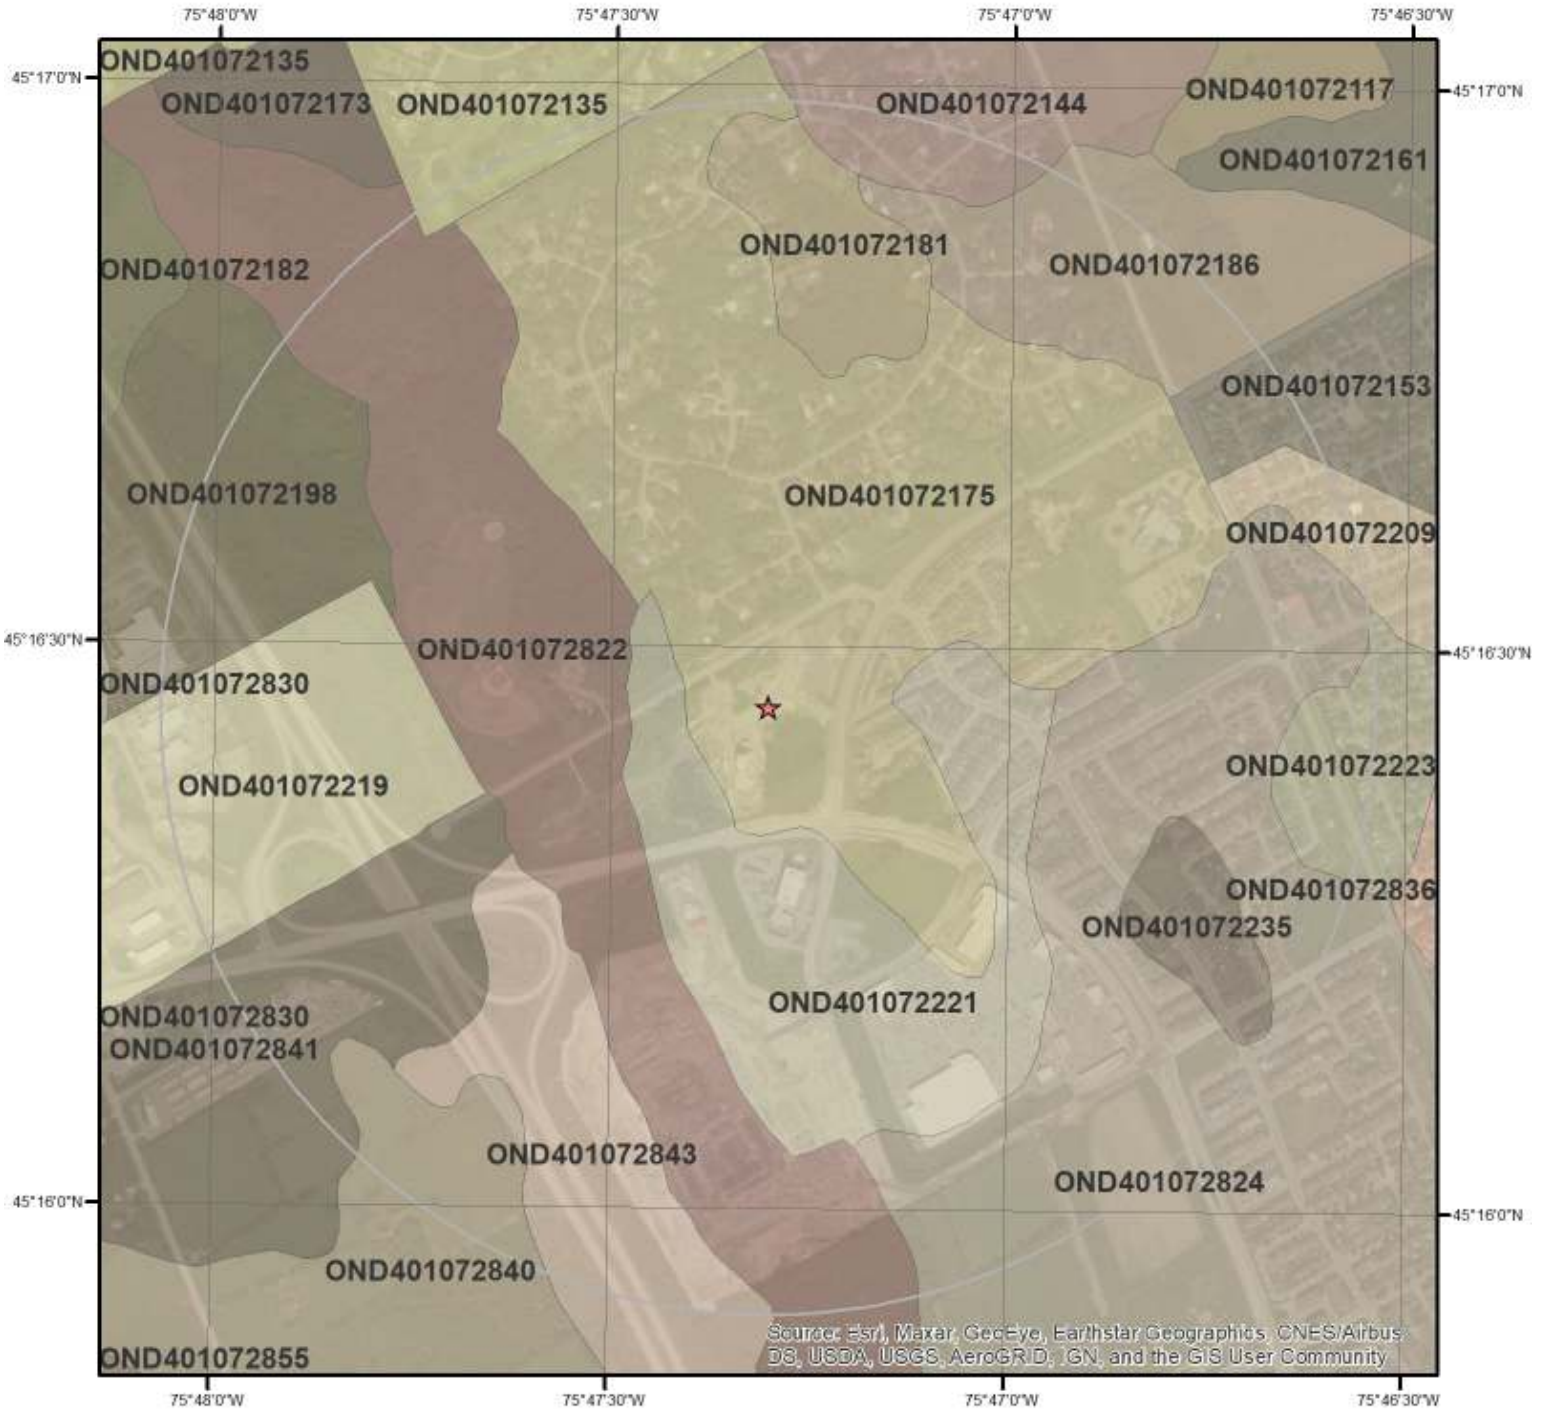 75°48'0"W 75°47'30"W 75°47'0"W 75°46'30"W
OND401072135
45°17'0"N
OND401072117
45°17'0"N
OND401072173 OND401072135 OND401072144
OND401072161
OND401072181
OND401072186
OND401072182
OND401072153
OND401072198
OND401072175
OND401072209
45°16'30"N
OND401072822
45°16'30"N
OND401072830
OND401072223
OND401072219
OND401072836
OND401072235
OND401072221
OND401072830
OND401072841
OND401072843
OND401072824
45°16'0"N
45°16'0"N
OND401072840
Source: Esri, Maxar, GeoEye, Earthstar Geographics, CNES/Airbus
DS, USDA, USGS, AeroGRID, IGN, and the GIS User Community
OND401072855
75°48'0"W 75°47'30"W 75°47'0"W 75°46'30"W